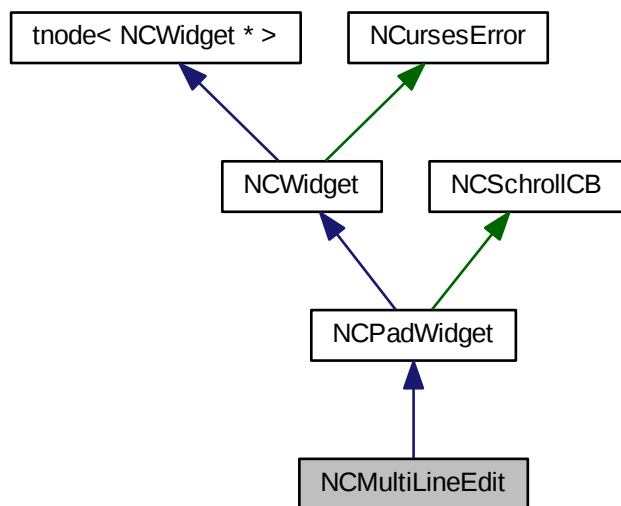 tnode< NCWidget * >
NCursesError
NCWidget
NCSchrollCB
NCPadWidget
NCMultiLineEdit